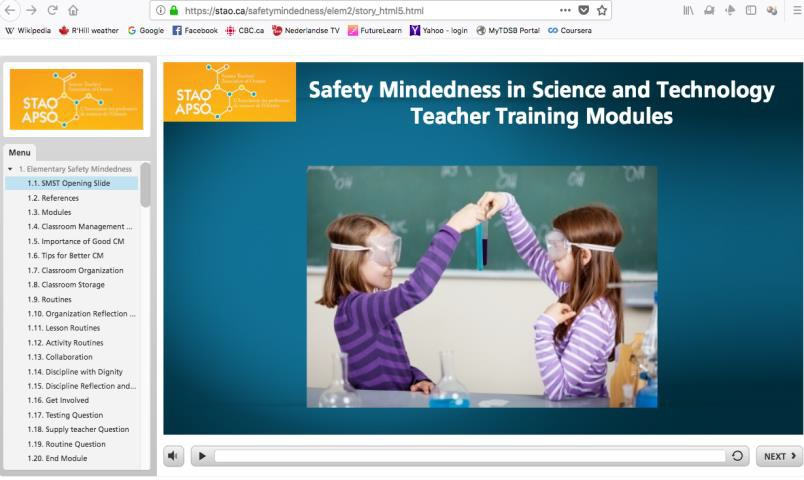 https://stao.ca/safetymindedness/elem2/story_html5.html
Wikipedia R'Hill weather Google Facebook CBC.ca Nederlandse TV FutureLearn Yahoo - login MyTDSB Portal Coursera
STAO
APSO
Science Teachers'
Association of Ontario
L'Association des professeurs
de sciences de l'Ontario
Menu
1. Elementary Safety Mindedness
1.1. SMST Opening Slide
1.2. References
1.3. Modules
1.4. Classroom Management ...
1.5. Importance of Good CM
1.6. Tips for Better CM
1.7. Classroom Organization
1.8. Classroom Storage
1.9. Routines
1.10. Organization Reflection ...
1.11. Lesson Routines
1.12. Activity Routines
1.13. Collaboration
1.14. Discipline with Dignity
1.15. Discipline Reflection and...
1.16. Get Involved
1.17. Testing Question
1.18. Supply teacher Question
1.19. Routine Question
1.20. End Module
Science Teachers'
Association of Ontario
STAO
APSO
L'Association des professeurs
de sciences de l'Ontario
Safety Mindedness in Science and Technology
Teacher Training Modules
OH
NEXT